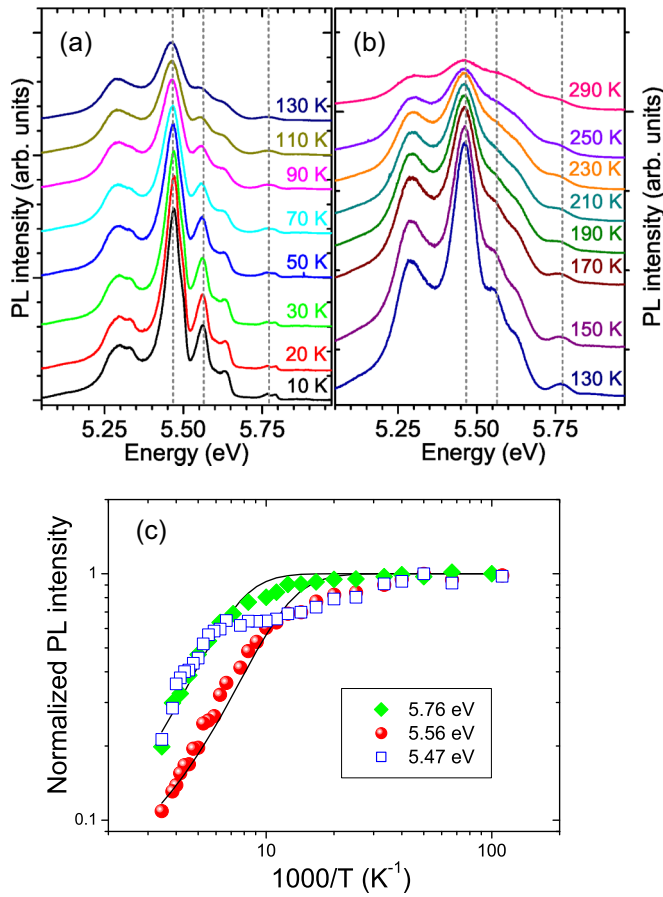 (a)
PL intensity (arb. units)
130 K
110 K
90 K
70 K
50 K
30 K
20 K
10 K
5.25 5.50 5.75
Energy (eV)
(b)
290 K
250 K
230 K
210 K
190 K
170 K
150 K
130 K
5.25 5.50 5.75
Energy (eV)
PL intensity (arb. units)
(c)
Normalized PL intensity
1
0.1
5.76 eV
5.56 eV
5.47 eV
10 100
1000/T (K⁻¹)